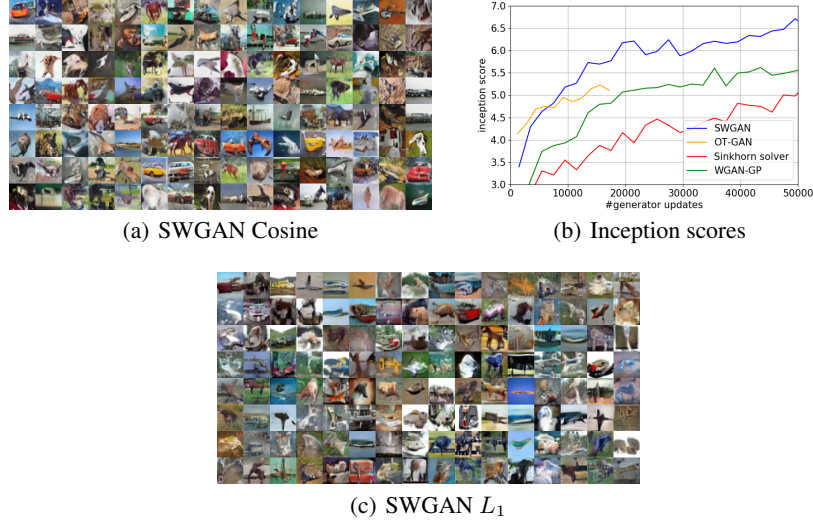 7.0
6.5
6.0
5.5
5.0
4.5
4.0
3.5
3.0
inception score
SWGAN
OT-GAN
Sinkhorn solver
WGAN-GP
0 10000 20000 30000 40000 50000
#generator updates
(a) SWGAN Cosine
(b) Inception scores
(c) SWGAN L₁